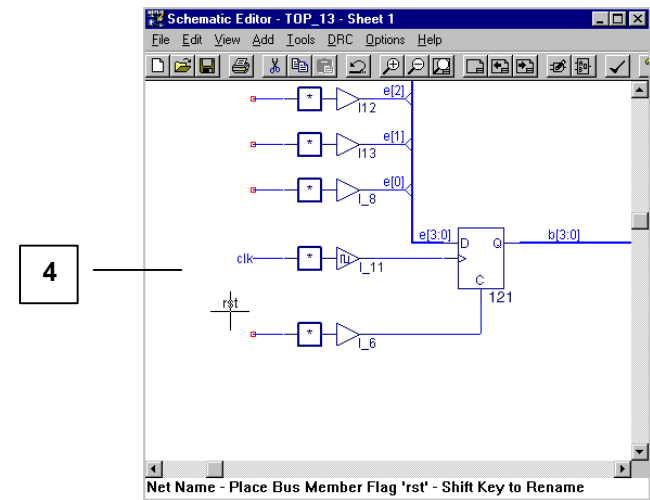 Schematic Editor - TOP_13 - Sheet 1
File Edit View Add Tools DRC Options Help
e[2]
*
I12
e[1]
*
I13
e[0]
*
I_8
e[3:0]
D Q
b[3:0]
4
clk
*
I_11
C
121
rst
*
I_6
Net Name - Place Bus Member Flag 'rst' - Shift Key to Rename